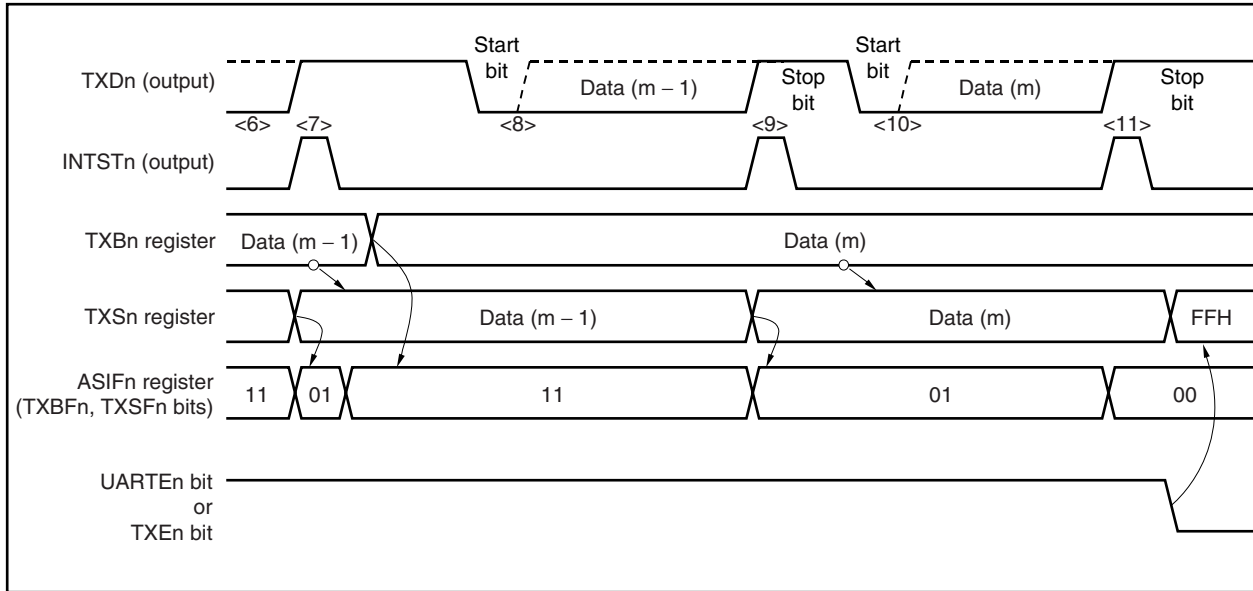 Start
bit
Start
bit
TXDn (output)
Data (m – 1)
Stop
bit
Data (m)
Stop
bit
<6>
<7>
<8>
<9>
<10>
<11>
INTSTn (output)
TXBn register
Data (m – 1)
Data (m)
TXSn register
Data (m – 1)
Data (m)
FFH
ASIFn register
(TXBFn, TXSFn bits)
11
01
11
01
00
UARTEn bit
or
TXEn bit